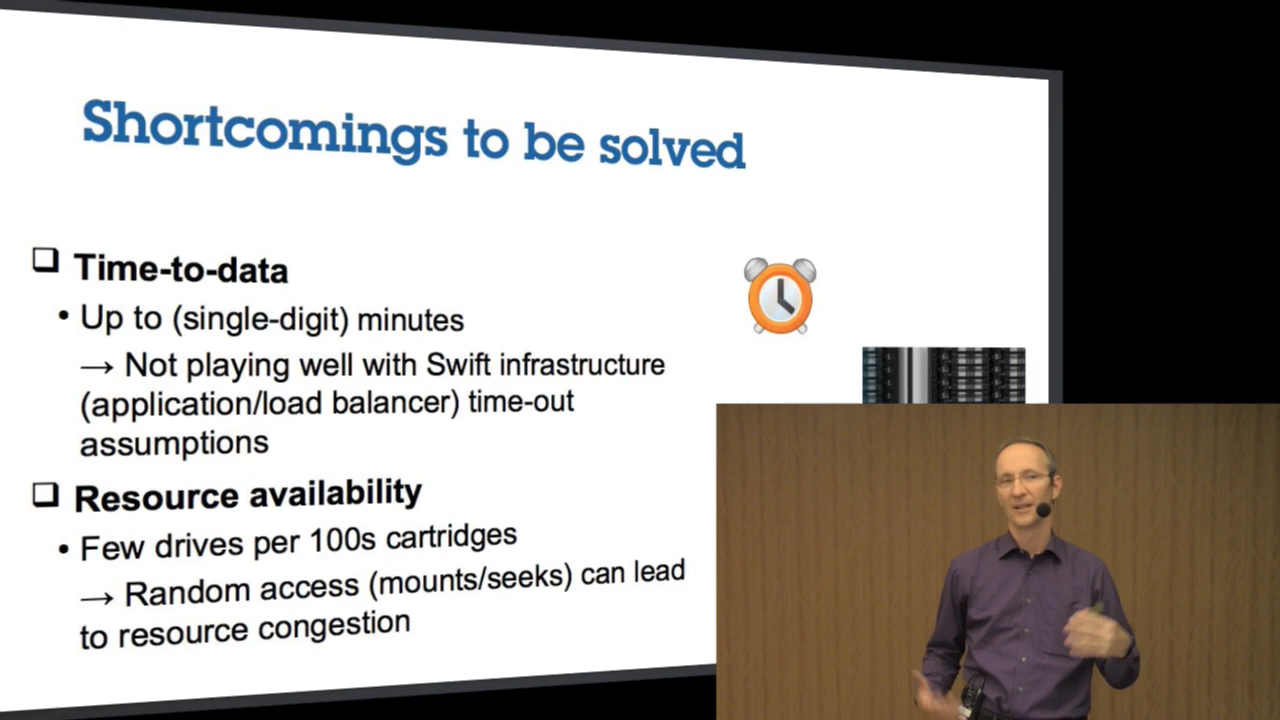 Shortcomings to be solved
❑ Time-to-data
• Up to (single-digit) minutes
→ Not playing well with Swift infrastructure
(application/load balancer) time-out
assumptions
❑ Resource availability
• Few drives per 100s cartridges
→ Random access (mounts/seeks) can lead
to resource congestion